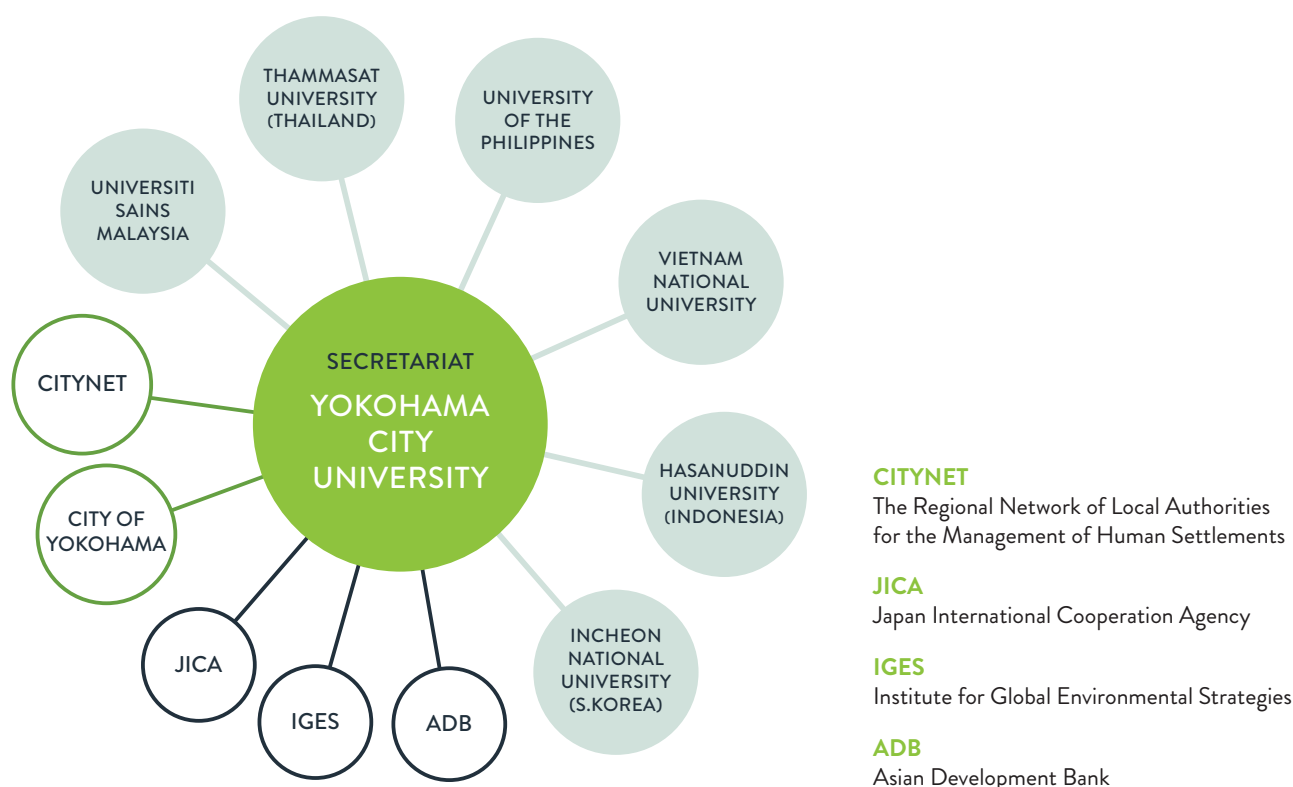 THAMMASAT
UNIVERSITY
(THAILAND)
UNIVERSITY
OF THE
PHILIPPINES
UNIVERSITI
SAINS
MALAYSIA
VIETNAM
NATIONAL
UNIVERSITY
SECRETARIAT
YOKOHAMA
CITY
UNIVERSITY
CITYNET
CITY OF
YOKOHAMA
HASANUDDIN
UNIVERSITY
(INDONESIA)
JICA
IGES
ADB
INCHEON
NATIONAL
UNIVERSITY
(S.KOREA)
CITYNET
The Regional Network of Local Authorities
for the Management of Human Settlements
JICA
Japan International Cooperation Agency
IGES
Institute for Global Environmental Strategies
ADB
Asian Development Bank